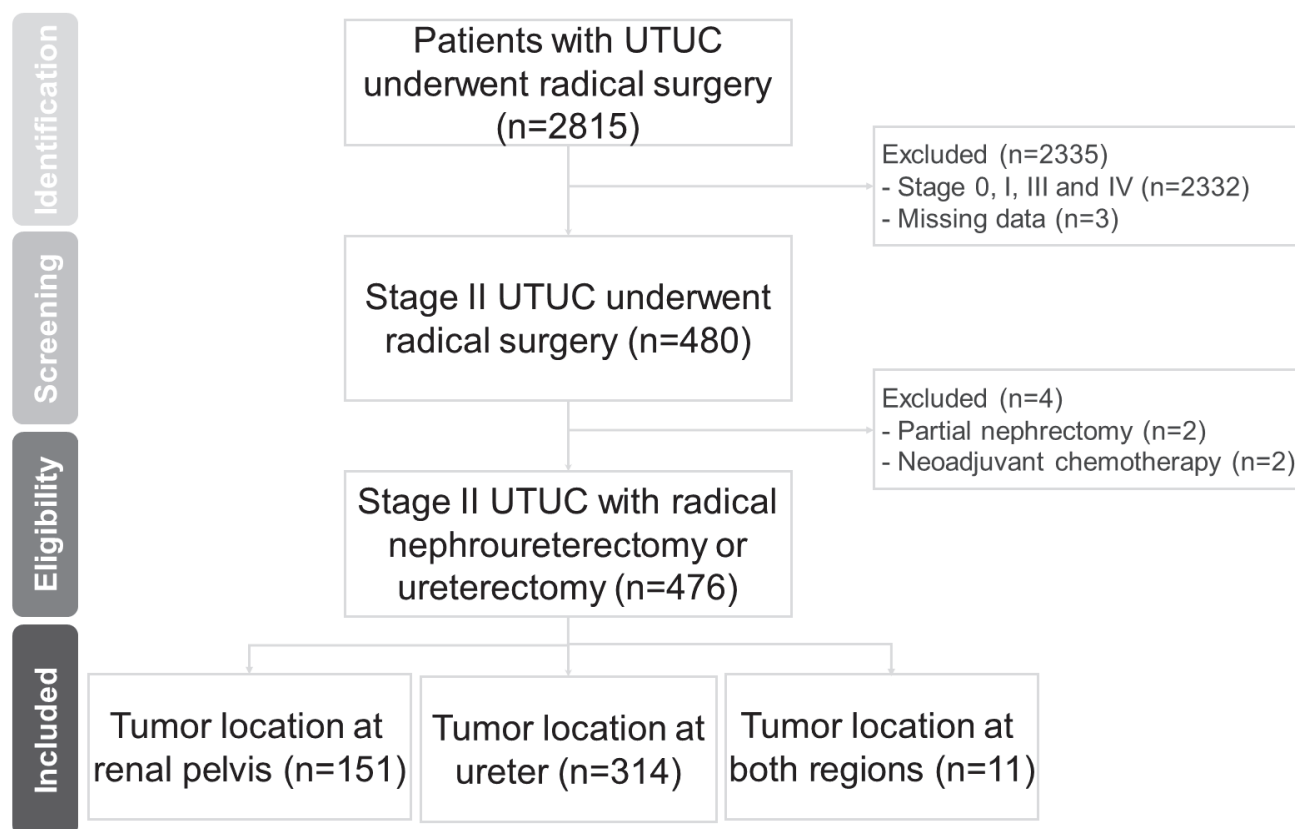 Identification
Patients with UTUC
underwent radical surgery
(n=2815)
Excluded (n=2335)
- Stage 0, I, III and IV (n=2332)
- Missing data (n=3)
Screening
Stage II UTUC underwent
radical surgery (n=480)
Excluded (n=4)
- Partial nephrectomy (n=2)
- Neoadjuvant chemotherapy (n=2)
Eligibility
Stage II UTUC with radical
nephroureterectomy or
ureterectomy (n=476)
Included
Tumor location at
renal pelvis (n=151)
Tumor location at
ureter (n=314)
Tumor location at
both regions (n=11)